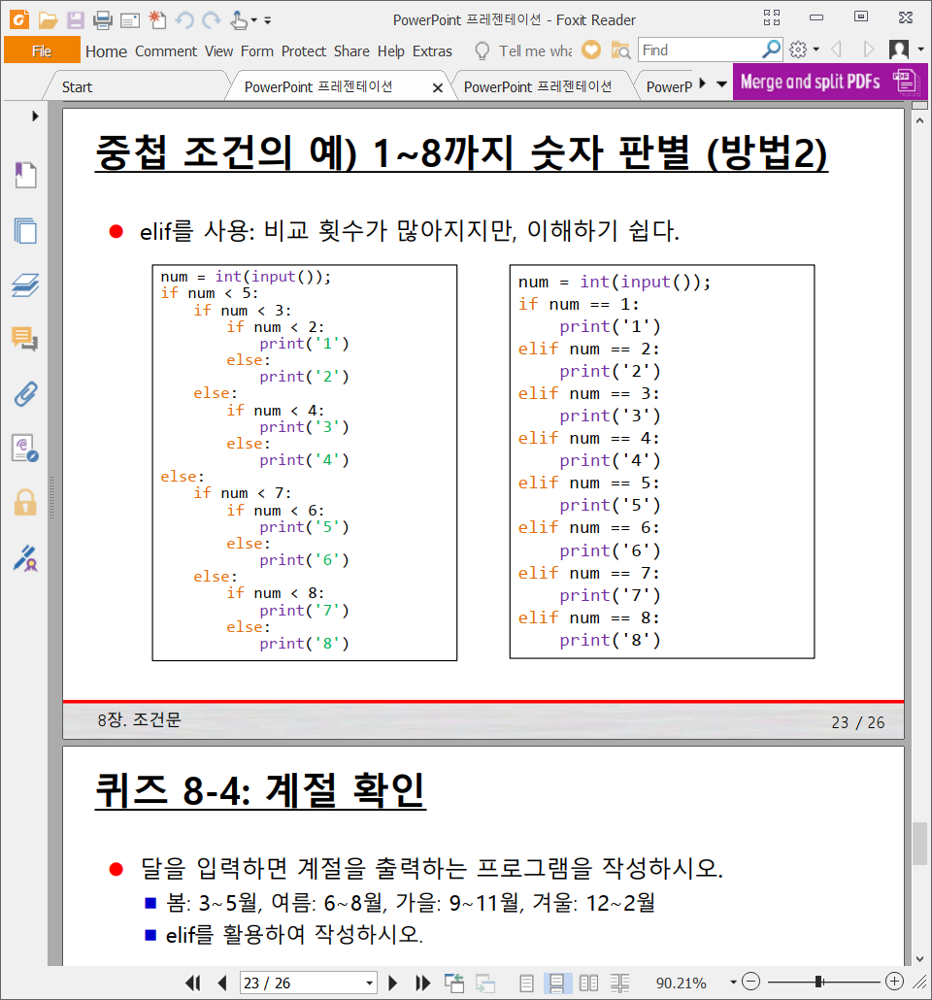 PowerPoint 프레젠테이션 - Foxit Reader
File Home Comment View Form Protect Share Help Extras Tell me wha Find
Start PowerPoint 프레젠테이션 PowerPoint 프레젠테이션 PowerP Merge and split PDFs
중첩 조건의 예) 1~8까지 숫자 판별 (방법2)
elif를 사용: 비교 횟수가 많아지지만, 이해하기 쉽다.
num = int(input());
if num < 5:
    if num < 3:
        if num < 2:
            print('1')
        else:
            print('2')
    else:
        if num < 4:
            print('3')
        else:
            print('4')
else:
    if num < 7:
        if num < 6:
            print('5')
        else:
            print('6')
    else:
        if num < 8:
            print('7')
        else:
            print('8')
num = int(input());
if num == 1:
    print('1')
elif num == 2:
    print('2')
elif num == 3:
    print('3')
elif num == 4:
    print('4')
elif num == 5:
    print('5')
elif num == 6:
    print('6')
elif num == 7:
    print('7')
elif num == 8:
    print('8')
8장. 조건문
23 / 26
퀴즈 8-4: 계절 확인
달을 입력하면 계절을 출력하는 프로그램을 작성하시오.
봄: 3~5월, 여름: 6~8월, 가을: 9~11월, 겨울: 12~2월
elif를 활용하여 작성하시오.
23 / 26
90.21%